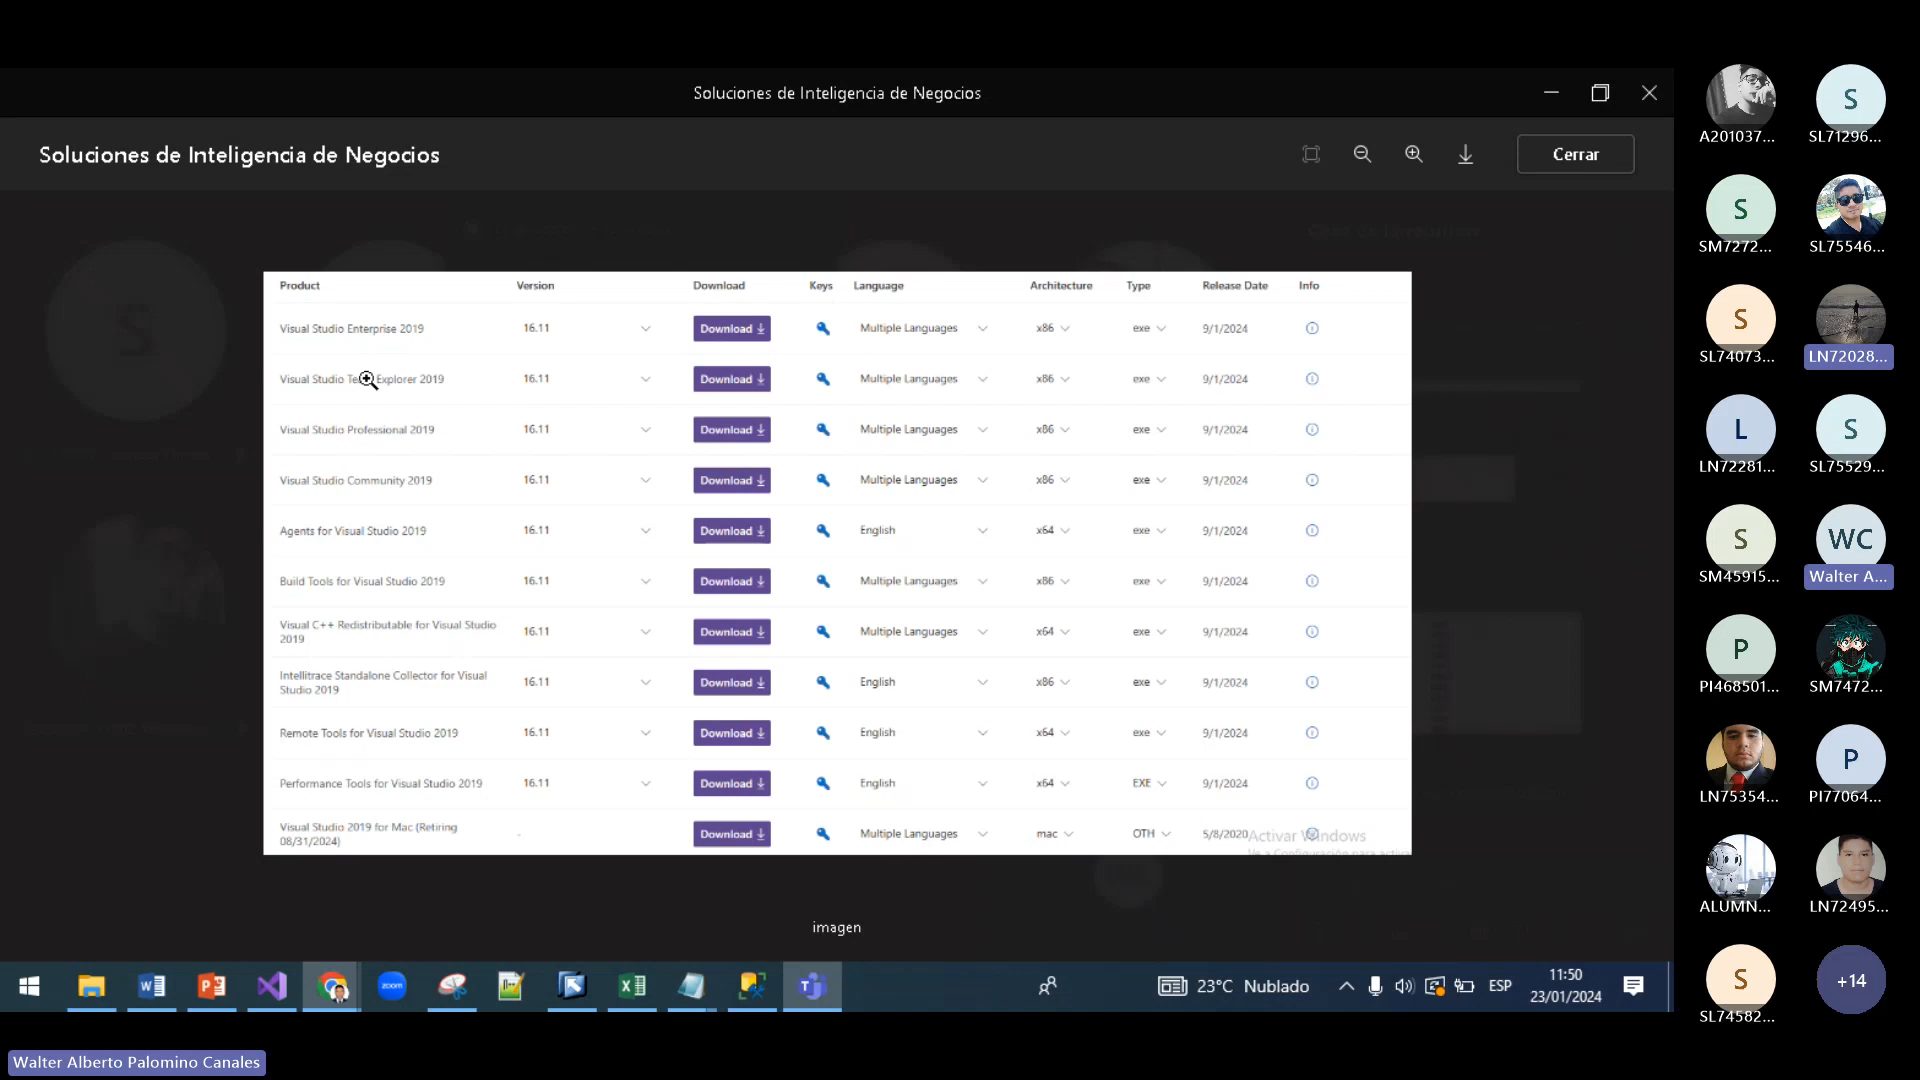 Soluciones de Inteligencia de Negocios
Soluciones de Inteligencia de Negocios
Cerrar
Product Version Download Keys Language Architecture Type Release Date Info
Visual Studio Enterprise 2019 16.11 Download Multiple Languages x86 exe 9/1/2024
Visual Studio Explorer 2019 16.11 Download Multiple Languages x86 exe 9/1/2024
Visual Studio Professional 2019 16.11 Download Multiple Languages x86 exe 9/1/2024
Visual Studio Community 2019 16.11 Download Multiple Languages x86 exe 9/1/2024
Agents for Visual Studio 2019 16.11 Download English x64 exe 9/1/2024
Build Tools for Visual Studio 2019 16.11 Download Multiple Languages x86 exe 9/1/2024
Visual C++ Redistributable for Visual Studio
2019 16.11 Download Multiple Languages x64 exe 9/1/2024
Intellitrace Standalone Collector for Visual
Studio 2019 16.11 Download English x86 exe 9/1/2024
Remote Tools for Visual Studio 2019 16.11 Download English x64 exe 9/1/2024
Performance Tools for Visual Studio 2019 16.11 Download English x64 EXE 9/1/2024
Visual Studio 2019 for Mac (Retiring
08/31/2024) - Download Multiple Languages mac OTH 5/8/2020
Activar Windows
imagen
zoom
23°C Nublado
ESP
11:50
23/01/2024
Walter Alberto Palomino Canales
A201037...
S
SL71296...
S
SM7272...
SL75546...
S
SL74073...
LN72028...
L
LN72281...
S
SL75529...
S
SM45915...
WC
Walter A...
P
PI468501...
SM7472...
LN75354...
P
PI77064...
ALUMN...
LN72495...
S
SL74582...
+14